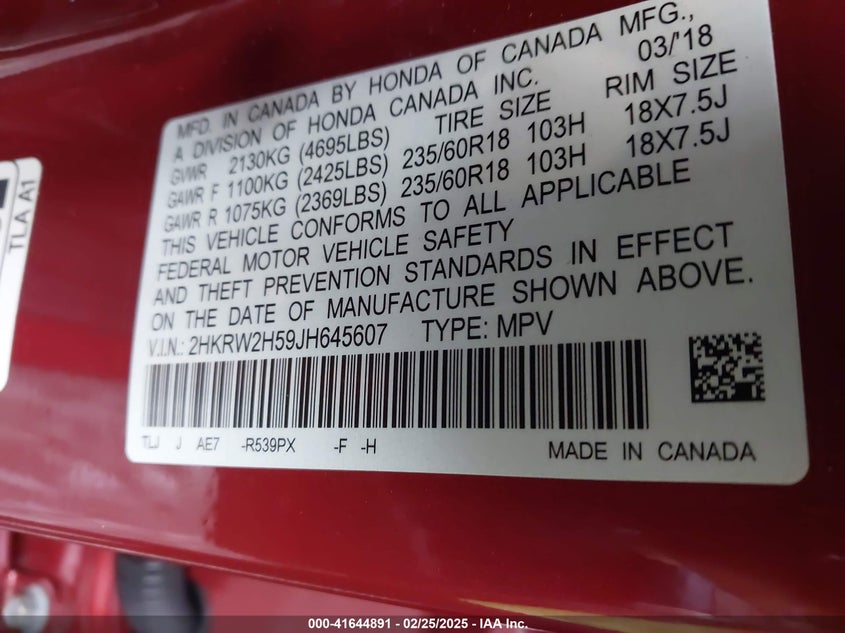 MFD. IN CANADA BY HONDA OF CANADA MFG.,
A DIVISION OF HONDA CANADA INC. 03/'18
GVWR 2130KG (4695LBS) TIRE SIZE RIM SIZE
GAWR F 1100KG (2425LBS) 235/60R18 103H 18X7.5J
GAWR R 1075KG (2369LBS) 235/60R18 103H 18X7.5J
THIS VEHICLE CONFORMS TO ALL APPLICABLE
FEDERAL MOTOR VEHICLE SAFETY
AND THEFT PREVENTION STANDARDS IN EFFECT
ON THE DATE OF MANUFACTURE SHOWN ABOVE.
V.I.N.: 2HKRW2H59JH645607 TYPE: MPV
TLJ J AE7 -R539PX -F -H MADE IN CANADA
TLA A1
000-41644891 - 02/25/2025 - IAA Inc.